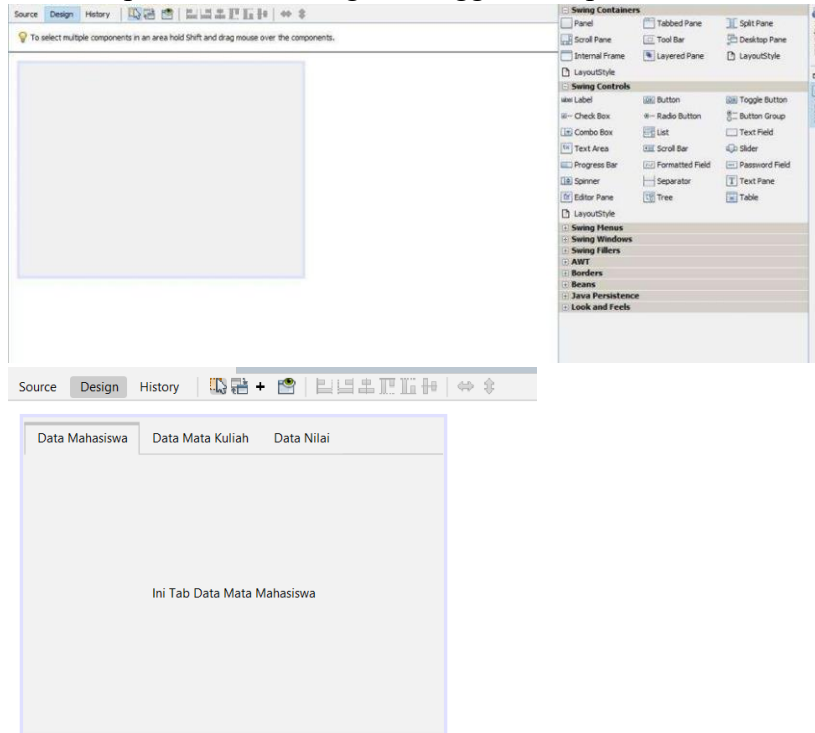 Source Design History
To select multiple components in an area hold Shift and drag mouse over the components.
Swing Containers
Panel Tabbed Pane Split Pane
Scroll Pane Tool Bar Desktop Pane
Internal Frame Layered Pane LayoutStyle
LayoutStyle
Swing Controls
label Label Button Toggle Button
Check Box Radio Button Button Group
Combo Box List Text Field
Text Area Scroll Bar Slider
Progress Bar Formatted Field Password Field
Spinner Separator Text Pane
Editor Pane Tree Table
LayoutStyle
Swing Menus
Swing Windows
Swing Fillers
AWT
Borders
Beans
Java Persistence
Look and Feels
Source Design History
Data Mahasiswa Data Mata Kuliah Data Nilai
Ini Tab Data Mata Mahasiswa